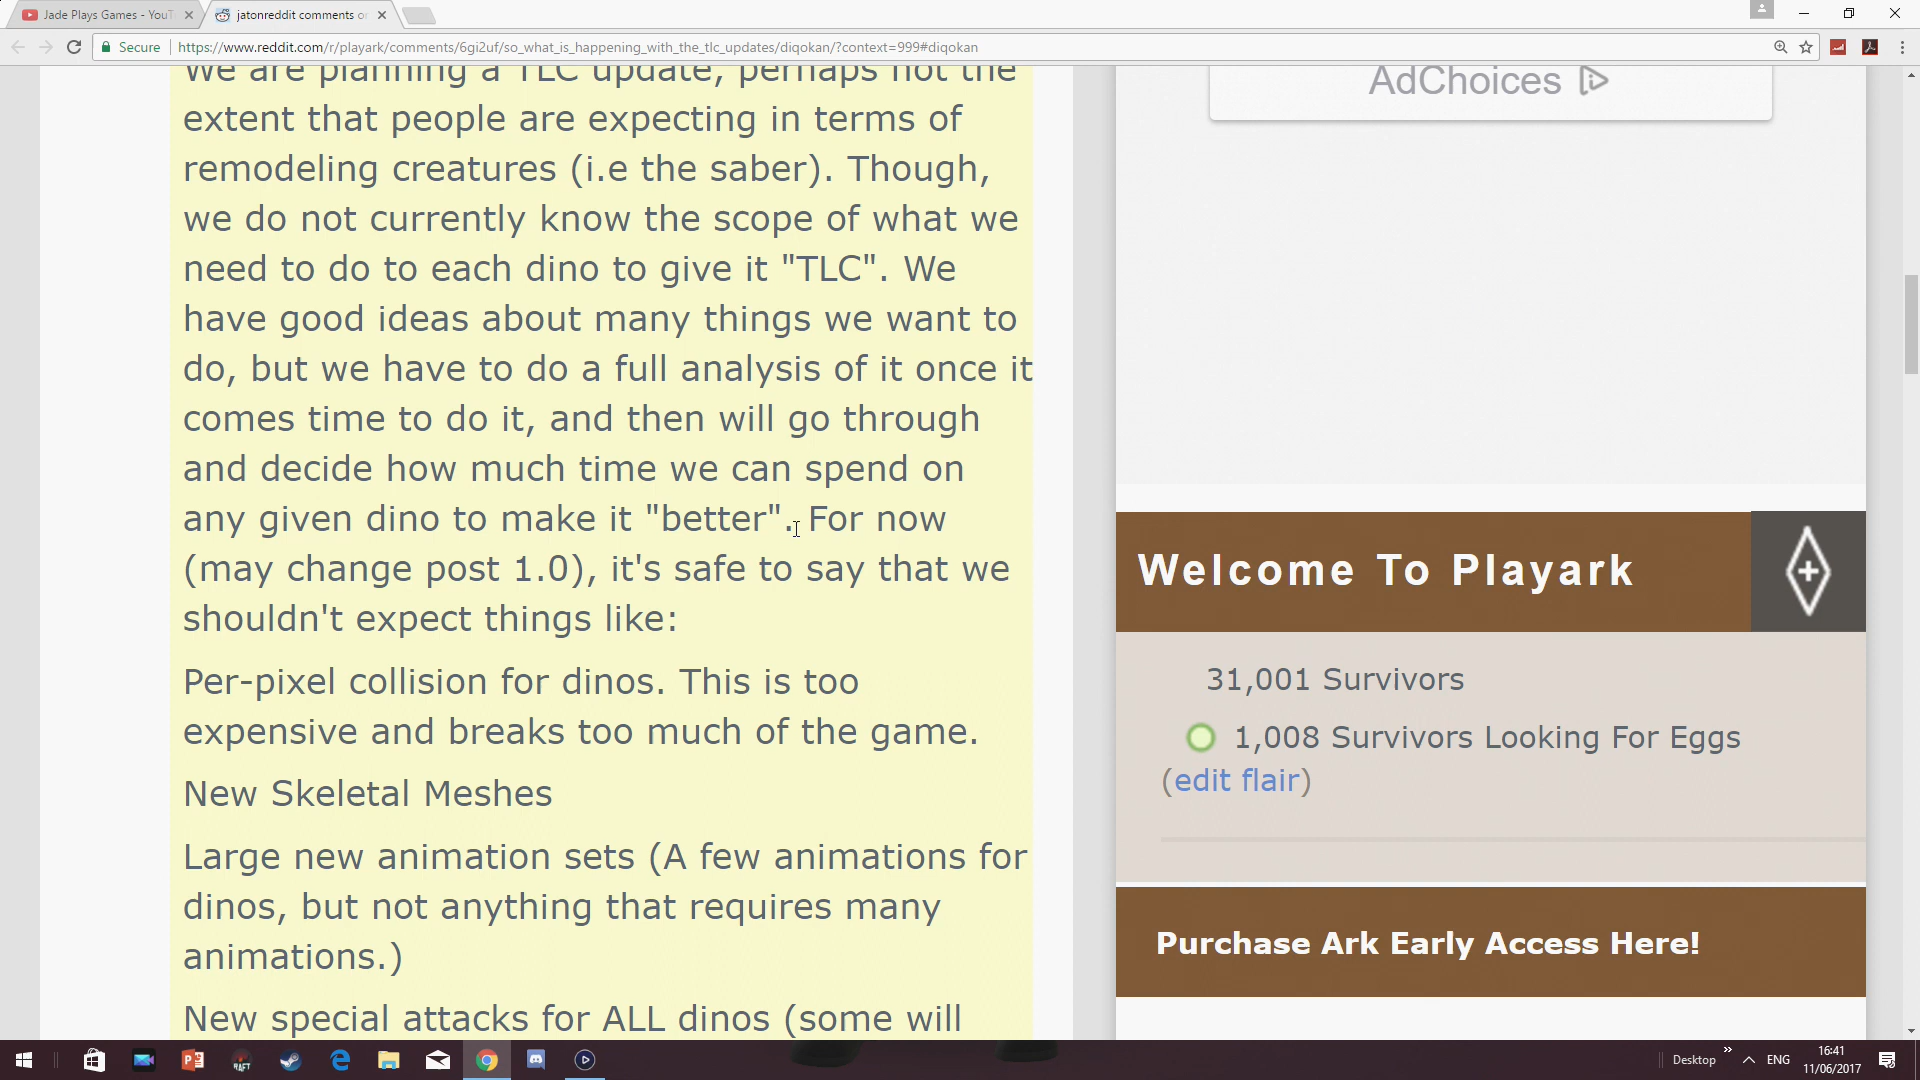 Jade Plays Games - YouT
jatonreddit comments o
Secure
https://www.reddit.com/r/playark/comments/6gi2uf/so_what_is_happening_with_the_tlc_updates/diqokan/?context=999#diqokan
We are planning a TLC update, perhaps not the
extent that people are expecting in terms of
remodeling creatures (i.e the saber). Though,
we do not currently know the scope of what we
need to do to each dino to give it "TLC". We
have good ideas about many things we want to
do, but we have to do a full analysis of it once it
comes time to do it, and then will go through
and decide how much time we can spend on
any given dino to make it "better". For now
(may change post 1.0), it's safe to say that we
shouldn't expect things like:
Per-pixel collision for dinos. This is too
expensive and breaks too much of the game.
New Skeletal Meshes
Large new animation sets (A few animations for
dinos, but not anything that requires many
animations.)
New special attacks for ALL dinos (some will
AdChoices
Welcome To Playark
31,001 Survivors
1,008 Survivors Looking For Eggs
(edit flair)
Purchase Ark Early Access Here!
RAFT
Desktop
ENG
16:41
11/06/2017